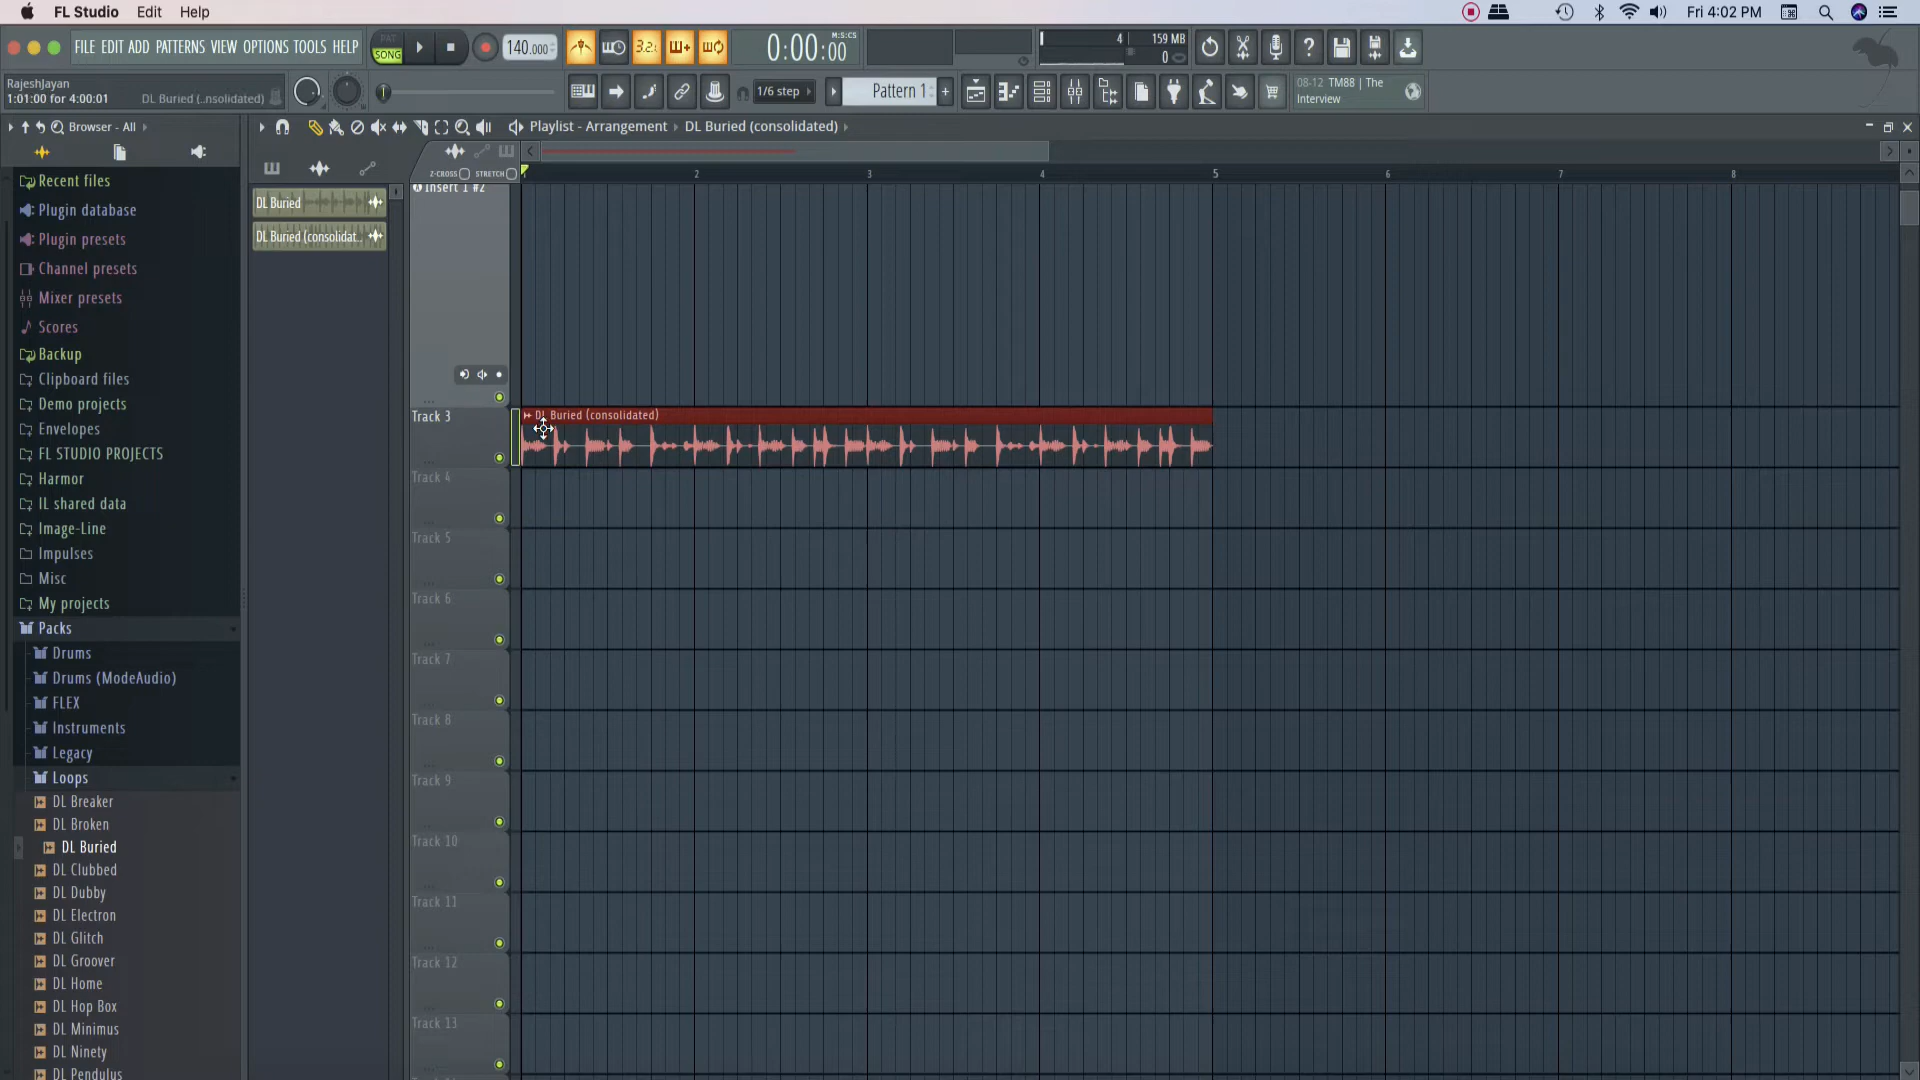 FL Studio Edit Help
Fri 4:02 PM
FILE EDIT ADD PATTERNS VIEW OPTIONS TOOLS HELP
PAT
SONG
140.000
3.2.
0:00:00
M:S:CS
4
159 MB
0
RajeshJayan
1:01:00 for 4:00:01
DL Buried (..nsolidated)
1/6 step
Pattern 1
+
08-12 TM88 | The
Interview
Browser - All
Playlist - Arrangement › DL Buried (consolidated) ›
Z-CROSS
STRETCH
2
3
4
5
6
7
8
Recent files
Plugin database
Plugin presets
Channel presets
Mixer presets
Scores
Backup
Clipboard files
Demo projects
Envelopes
FL STUDIO PROJECTS
Harmor
IL shared data
Image-Line
Impulses
Misc
My projects
Packs
Drums
Drums (ModeAudio)
FLEX
Instruments
Legacy
Loops
DL Breaker
DL Broken
DL Buried
DL Clubbed
DL Dubby
DL Electron
DL Glitch
DL Groover
DL Home
DL Hop Box
DL Minimus
DL Ninety
DL Pendulus
DL Buried
DL Buried (consolidat..
Insert 1 #2
Track 3
DL Buried (consolidated)
Track 4
Track 5
Track 6
Track 7
Track 8
Track 9
Track 10
Track 11
Track 12
Track 13